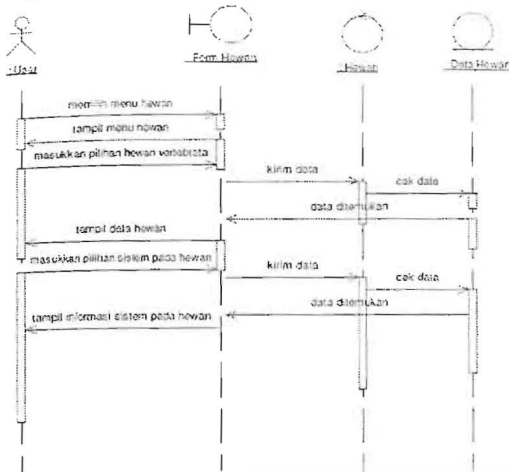 : User
: Form Hewan
: Hewan
: Data Hewan
memilih menu hewan
tampil menu hewan
masukkan pilihan hewan vertebrata
kirim data
cek data
data ditemukan
tampil data hewan
masukkan pilihan sistem pada hewan
kirim data
cek data
data ditemukan
tampil informasi sistem pada hewan